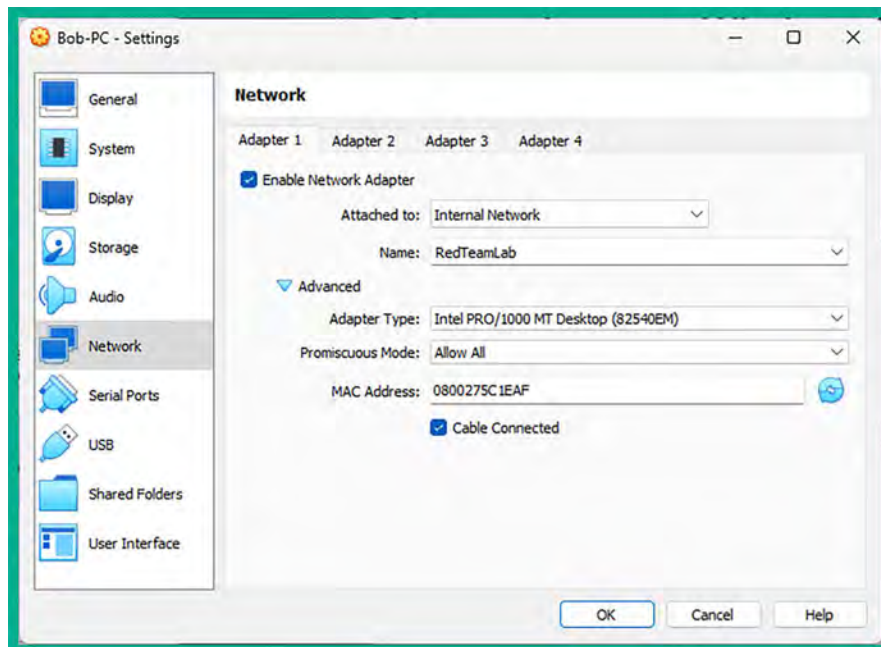 Bob-PC - Settings
General
System
Display
Storage
Audio
Network
Serial Ports
USB
Shared Folders
User Interface
Network
Adapter 1 Adapter 2 Adapter 3 Adapter 4
Enable Network Adapter
Attached to: Internal Network
Name: RedTeamLab
Advanced
Adapter Type: Intel PRO/1000 MT Desktop (82540EM)
Promiscuous Mode: Allow All
MAC Address: 0800275C1EAF
Cable Connected
OK Cancel Help